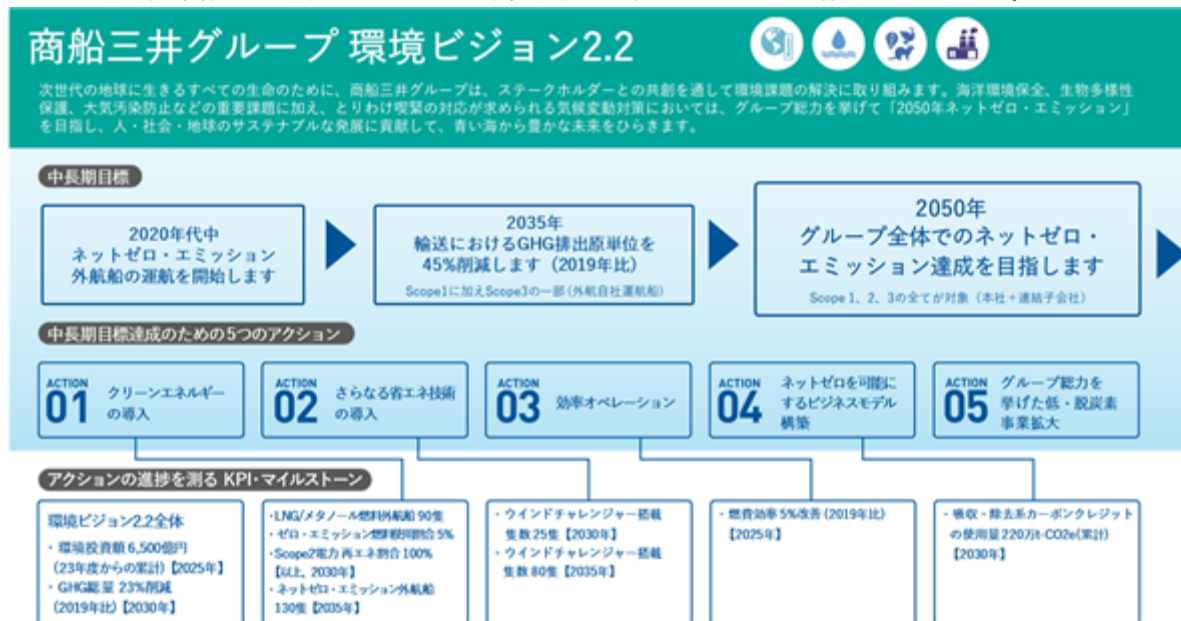 商船三井グループ 環境ビジョン2.2
次世代の地球に生きるすべての生命のために、商船三井グループは、ステークホルダーとの共創を通して環境課題の解決に取り組みます。海洋環境保全、生物多様性
保護、大気汚染防止などの重要課題に加え、とりわけ喫緊の対応が求められる気候変動対策においては、グループ総力を挙げて「2050年ネットゼロ・エミッション」
を目指し、人・社会・地球のサステナブルな発展に貢献して、青い海から豊かな未来をひらきます。
中長期目標
2020年代中
ネットゼロ・エミッション
外航船の運航を開始します
2035年
輸送におけるGHG排出原単位を
45%削減します（2019年比）
Scope1に加えScope3の一部（外航自社運航船）
2050年
グループ全体でのネットゼロ・
エミッション達成を目指します
Scope 1、2、3の全てが対象（本社＋連結子会社）
中長期目標達成のための5つのアクション
ACTION
01
クリーンエネルギー
の導入
ACTION
02
さらなる省エネ技術
の導入
ACTION
03
効率オペレーション
ACTION
04
ネットゼロを可能に
するビジネスモデル
構築
ACTION
05
グループ総力を
挙げた低・脱炭素
事業拡大
アクションの進捗を測る KPI・マイルストーン
環境ビジョン2.2全体
・環境投資額 6,500億円
（23年度からの累計）【2025年】
・GHG総量 23%削減
（2019年比）【2030年】
・LNG/メタノール燃料外航船 90隻
・ゼロ・エミッション燃料使用割合 5%
・Scope2電力 再エネ割合 100%
【以上、2030年】
・ネットゼロ・エミッション外航船
130隻【2035年】
・ウインドチャレンジャー搭載
隻数 25隻【2030年】
・ウインドチャレンジャー搭載
隻数 80隻【2035年】
・燃費効率 5%改善（2019年比）
【2025年】
・吸収・除去系カーボンクレジット
の使用量 220万t-CO2e（累計）
【2030年】